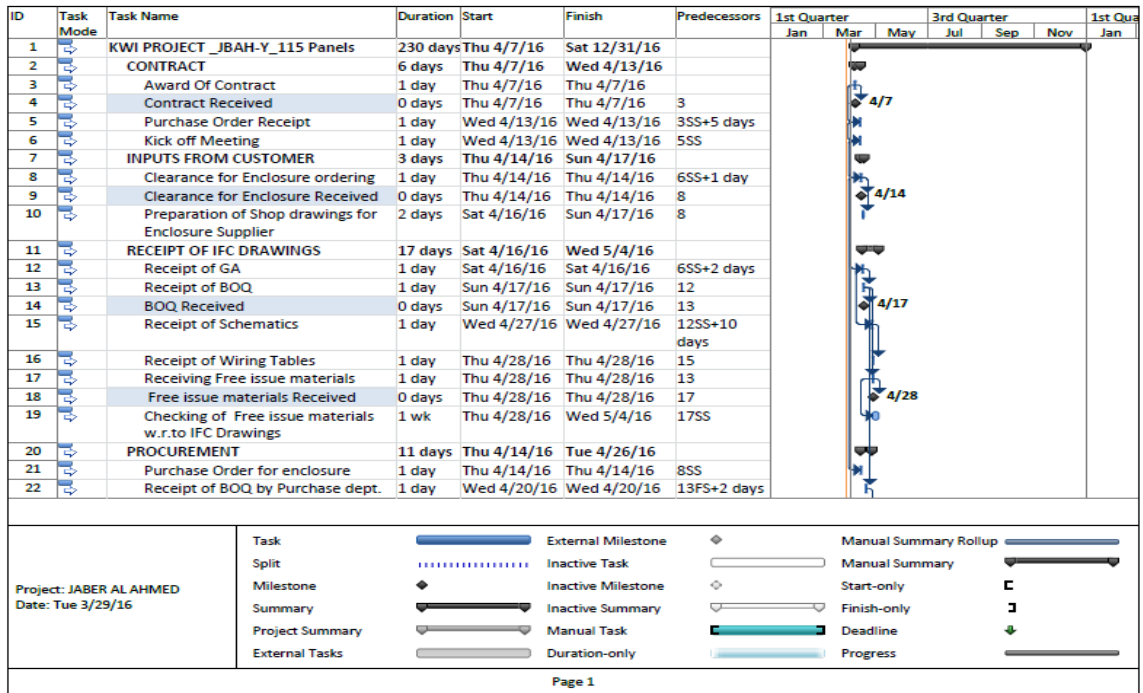 ID Task Mode Task Name Duration Start Finish Predecessors 1st Quarter 3rd Quarter 1st Qua
Jan Mar May Jul Sep Nov Jan
1 KWI PROJECT _JBAH-Y_115 Panels 230 days Thu 4/7/16 Sat 12/31/16
2 CONTRACT 6 days Thu 4/7/16 Wed 4/13/16
3 Award Of Contract 1 day Thu 4/7/16 Thu 4/7/16
4 Contract Received 0 days Thu 4/7/16 Thu 4/7/16 3 4/7
5 Purchase Order Receipt 1 day Wed 4/13/16 Wed 4/13/16 3SS+5 days
6 Kick off Meeting 1 day Wed 4/13/16 Wed 4/13/16 5SS
7 INPUTS FROM CUSTOMER 3 days Thu 4/14/16 Sun 4/17/16
8 Clearance for Enclosure ordering 1 day Thu 4/14/16 Thu 4/14/16 6SS+1 day
9 Clearance for Enclosure Received 0 days Thu 4/14/16 Thu 4/14/16 8 4/14
10 Preparation of Shop drawings for 2 days Sat 4/16/16 Sun 4/17/16 8
Enclosure Supplier
11 RECEIPT OF IFC DRAWINGS 17 days Sat 4/16/16 Wed 5/4/16
12 Receipt of GA 1 day Sat 4/16/16 Sat 4/16/16 6SS+2 days
13 Receipt of BOQ 1 day Sun 4/17/16 Sun 4/17/16 12
14 BOQ Received 0 days Sun 4/17/16 Sun 4/17/16 13 4/17
15 Receipt of Schematics 1 day Wed 4/27/16 Wed 4/27/16 12SS+10
days
16 Receipt of Wiring Tables 1 day Thu 4/28/16 Thu 4/28/16 15
17 Receiving Free issue materials 1 day Thu 4/28/16 Thu 4/28/16 13
18 Free issue materials Received 0 days Thu 4/28/16 Thu 4/28/16 17 4/28
19 Checking of Free issue materials 1 wk Thu 4/28/16 Wed 5/4/16 17SS
w.r.to IFC Drawings
20 PROCUREMENT 11 days Thu 4/14/16 Tue 4/26/16
21 Purchase Order for enclosure 1 day Thu 4/14/16 Thu 4/14/16 8SS
22 Receipt of BOQ by Purchase dept. 1 day Wed 4/20/16 Wed 4/20/16 13FS+2 days
Project: JABER AL AHMED
Date: Tue 3/29/16
Task External Milestone Manual Summary Rollup
Split Inactive Task Manual Summary
Milestone Inactive Milestone Start-only
Summary Inactive Summary Finish-only
Project Summary Manual Task Deadline
External Tasks Duration-only Progress
Page 1